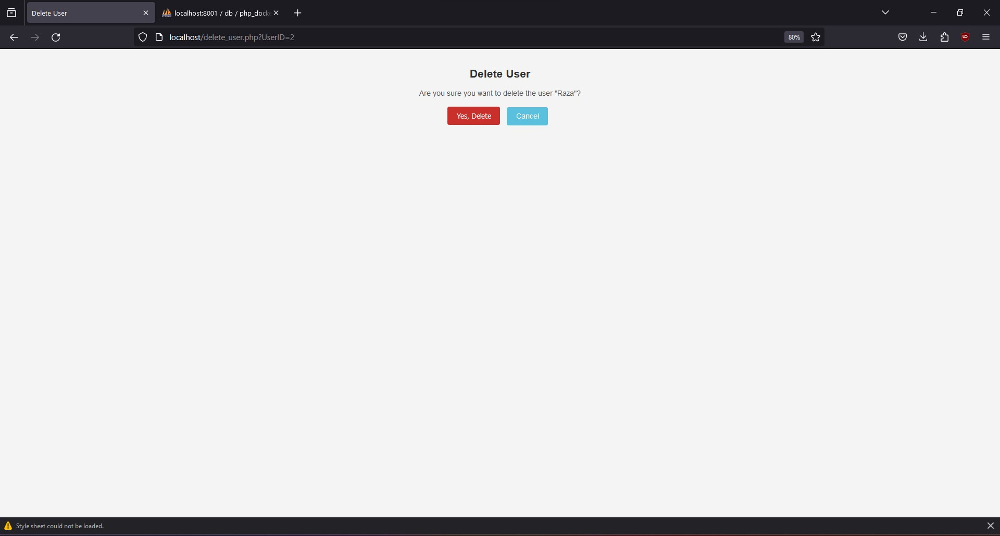 Delete User
localhost:8001 / db / php_docke
localhost/delete_user.php?UserID=2
80%
Delete User
Are you sure you want to delete the user "Raza"?
Yes, Delete
Cancel
Style sheet could not be loaded.